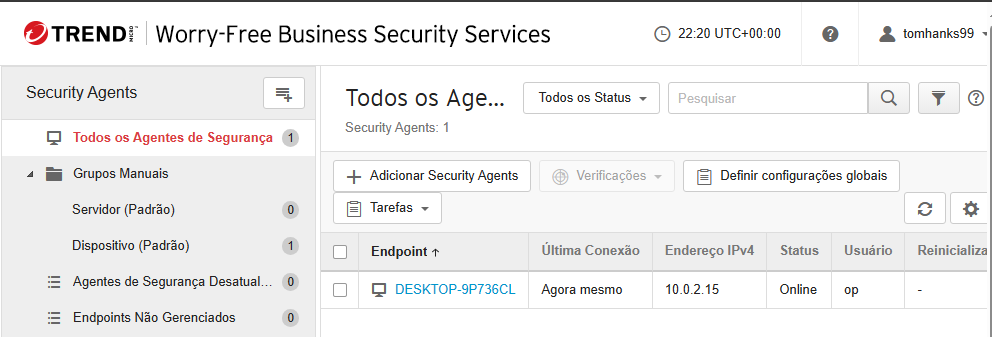 TREND MICRO Worry-Free Business Security Services 22:20 UTC+00:00 ? tomhanks99
Security Agents
Todos os Agentes de Segurança 1
Grupos Manuais
Servidor (Padrão) 0
Dispositivo (Padrão) 1
Agentes de Segurança Desatual... 0
Endpoints Não Gerenciados 0
Todos os Age... Todos os Status Pesquisar ?
Security Agents: 1
Adicionar Security Agents Verificações Definir configurações globais
Tarefas
Endpoint ↑ Última Conexão Endereço IPv4 Status Usuário Reinicializa
DESKTOP-9P736CL Agora mesmo 10.0.2.15 Online op -